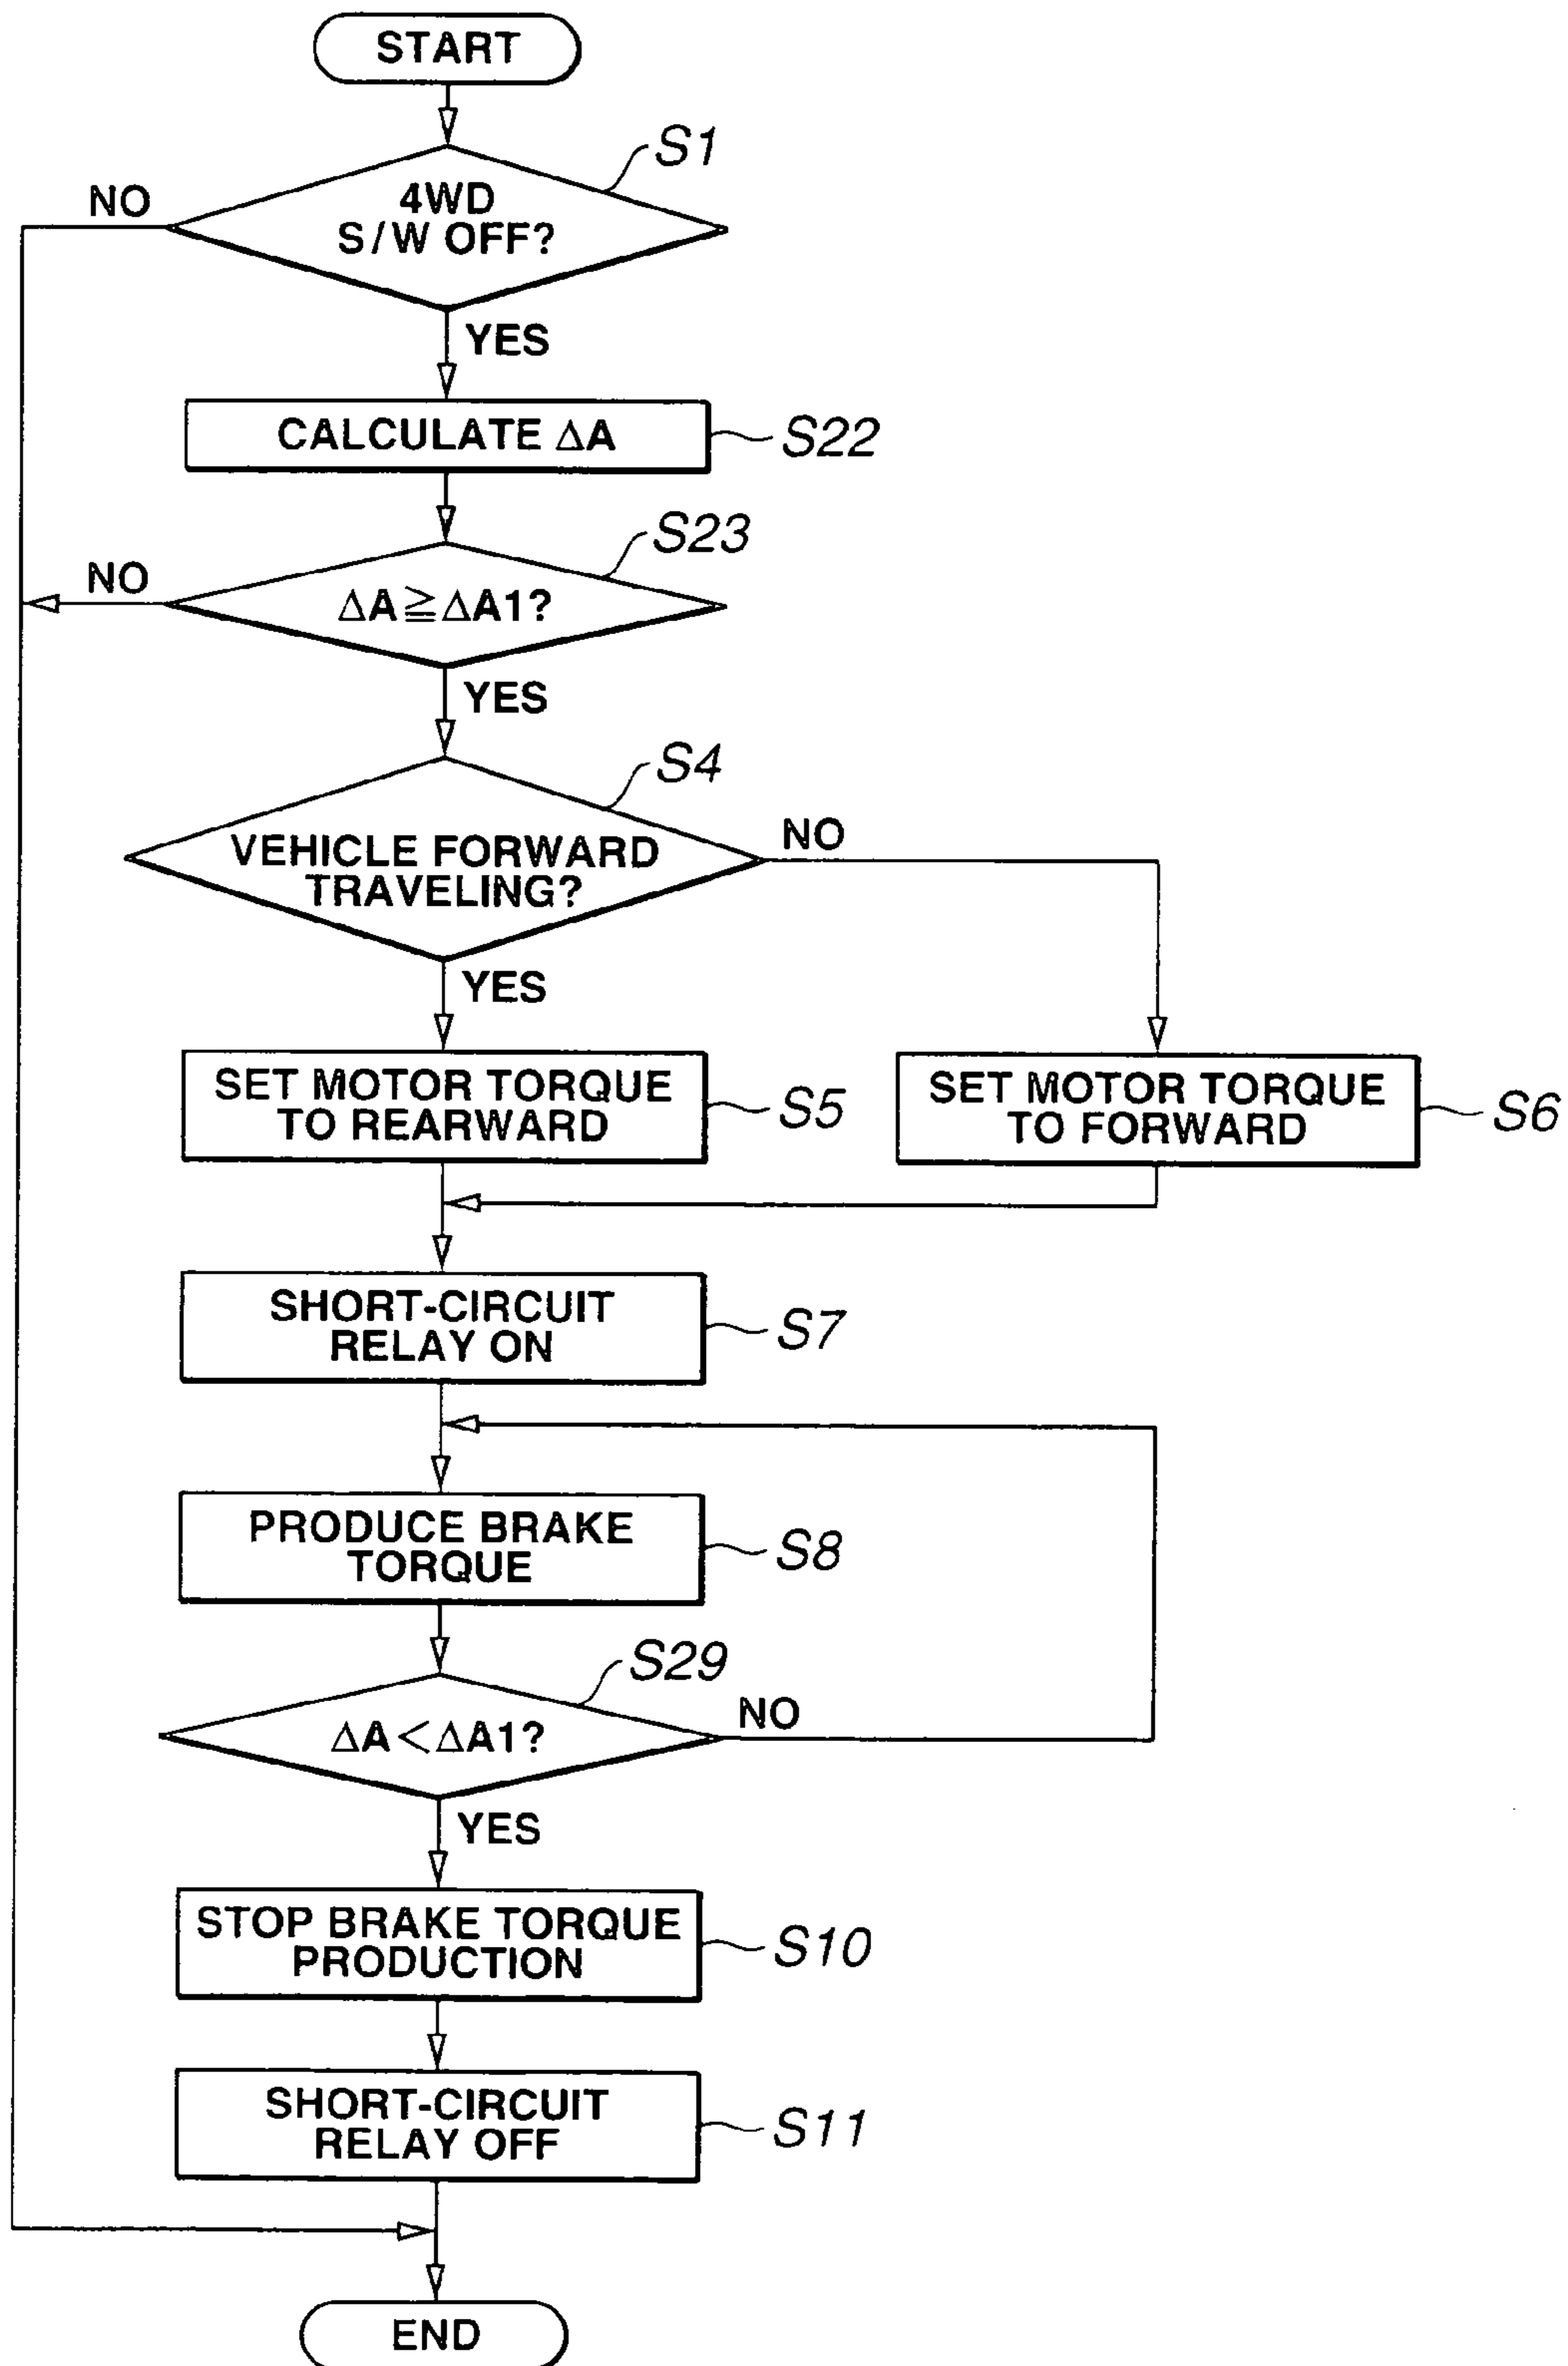 START
S1
NO
4WD
S/W OFF?
YES
CALCULATE ΔA
S22
S23
NO
ΔA≧ΔA1?
YES
S4
NO
VEHICLE FORWARD
TRAVELING?
YES
SET MOTOR TORQUE
TO REARWARD
S5
SET MOTOR TORQUE
TO FORWARD
S6
SHORT-CIRCUIT
RELAY ON
S7
PRODUCE BRAKE
TORQUE
S8
S29
NO
ΔA<ΔA1?
YES
STOP BRAKE TORQUE
PRODUCTION
S10
SHORT-CIRCUIT
RELAY OFF
S11
END